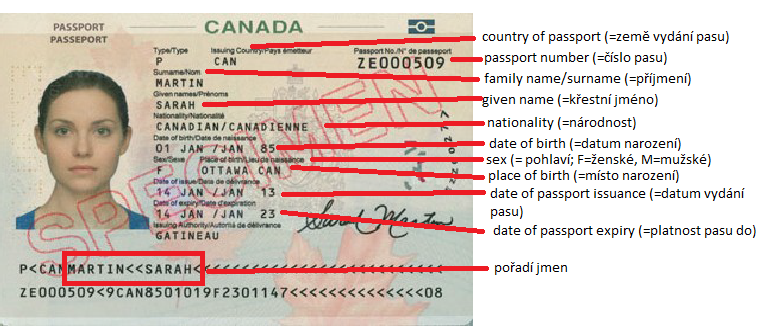 PASSPORT
PASSEPORT
CANADA
Type/Type
Issuing Country/Pays émetteur
Passport No./N° de passeport
P
CAN
ZE000509
country of passport (=země vydání pasu)
passport number (=číslo pasu)
Surname/Nom
MARTIN
family name/surname (=příjmení)
Given names/Prénoms
SARAH
given name (=křestní jméno)
Nationality/Nationalité
CANADIAN/CANADIENNE
nationality (=národnost)
Date of birth/Date de naissance
01 JAN /JAN 85
date of birth (=datum narození)
Sex/Sexe
Place of birth/Lieu de naissance
sex (= pohlaví; F=ženské, M=mužské)
F
OTTAWA CAN
place of birth (=místo narození)
Date of issue/Date de délivrance
14 JAN /JAN 13
date of passport issuance (=datum vydání
pasu)
Date of expiry/Date d'expiration
14 JAN /JAN 23
date of passport expiry (=platnost pasu do)
Issuing Authority/Autorité de délivrance
GATINEAU
Sarah Martin
SPECIMEN
P<CANMARTIN<<SARAH<<<<<<<<<<<<<<<<<<<<<<<<<<
pořadí jmen
ZE000509<9CAN8501019F2301147<<<<<<<<<<<<<<08